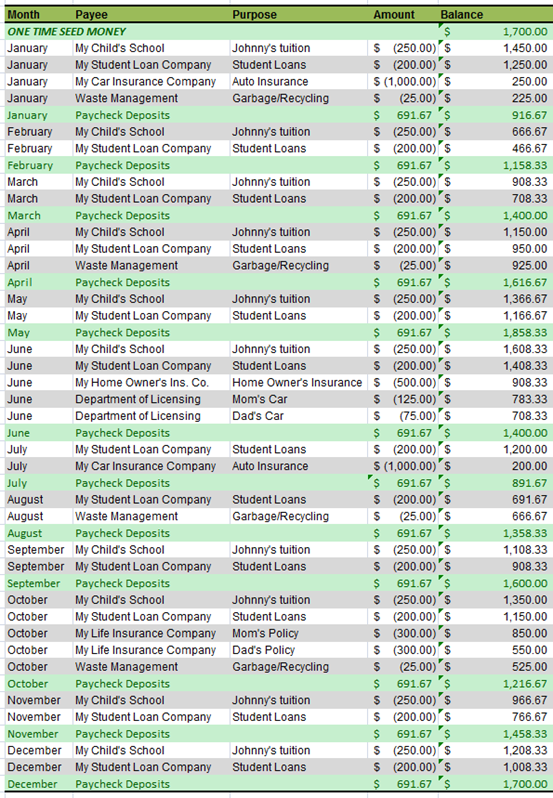 Month Payee Purpose Amount Balance
ONE TIME SEED MONEY $ 1,700.00
January My Child's School Johnny's tuition $ (250.00) $ 1,450.00
January My Student Loan Company Student Loans $ (200.00) $ 1,250.00
January My Car Insurance Company Auto Insurance $ (1,000.00) $ 250.00
January Waste Management Garbage/Recycling $ (25.00) $ 225.00
January Paycheck Deposits $ 691.67 $ 916.67
February My Child's School Johnny's tuition $ (250.00) $ 666.67
February My Student Loan Company Student Loans $ (200.00) $ 466.67
February Paycheck Deposits $ 691.67 $ 1,158.33
March My Child's School Johnny's tuition $ (250.00) $ 908.33
March My Student Loan Company Student Loans $ (200.00) $ 708.33
March Paycheck Deposits $ 691.67 $ 1,400.00
April My Child's School Johnny's tuition $ (250.00) $ 1,150.00
April My Student Loan Company Student Loans $ (200.00) $ 950.00
April Waste Management Garbage/Recycling $ (25.00) $ 925.00
April Paycheck Deposits $ 691.67 $ 1,616.67
May My Child's School Johnny's tuition $ (250.00) $ 1,366.67
May My Student Loan Company Student Loans $ (200.00) $ 1,166.67
May Paycheck Deposits $ 691.67 $ 1,858.33
June My Child's School Johnny's tuition $ (250.00) $ 1,608.33
June My Student Loan Company Student Loans $ (200.00) $ 1,408.33
June My Home Owner's Ins. Co. Home Owner's Insurance $ (500.00) $ 908.33
June Department of Licensing Mom's Car $ (125.00) $ 783.33
June Department of Licensing Dad's Car $ (75.00) $ 708.33
June Paycheck Deposits $ 691.67 $ 1,400.00
July My Student Loan Company Student Loans $ (200.00) $ 1,200.00
July My Car Insurance Company Auto Insurance $ (1,000.00) $ 200.00
July Paycheck Deposits $ 691.67 $ 891.67
August My Student Loan Company Student Loans $ (200.00) $ 691.67
August Waste Management Garbage/Recycling $ (25.00) $ 666.67
August Paycheck Deposits $ 691.67 $ 1,358.33
September My Child's School Johnny's tuition $ (250.00) $ 1,108.33
September My Student Loan Company Student Loans $ (200.00) $ 908.33
September Paycheck Deposits $ 691.67 $ 1,600.00
October My Child's School Johnny's tuition $ (250.00) $ 1,350.00
October My Student Loan Company Student Loans $ (200.00) $ 1,150.00
October My Life Insurance Company Mom's Policy $ (300.00) $ 850.00
October My Life Insurance Company Dad's Policy $ (300.00) $ 550.00
October Waste Management Garbage/Recycling $ (25.00) $ 525.00
October Paycheck Deposits $ 691.67 $ 1,216.67
November My Child's School Johnny's tuition $ (250.00) $ 966.67
November My Student Loan Company Student Loans $ (200.00) $ 766.67
November Paycheck Deposits $ 691.67 $ 1,458.33
December My Child's School Johnny's tuition $ (250.00) $ 1,208.33
December My Student Loan Company Student Loans $ (200.00) $ 1,008.33
December Paycheck Deposits $ 691.67 $ 1,700.00